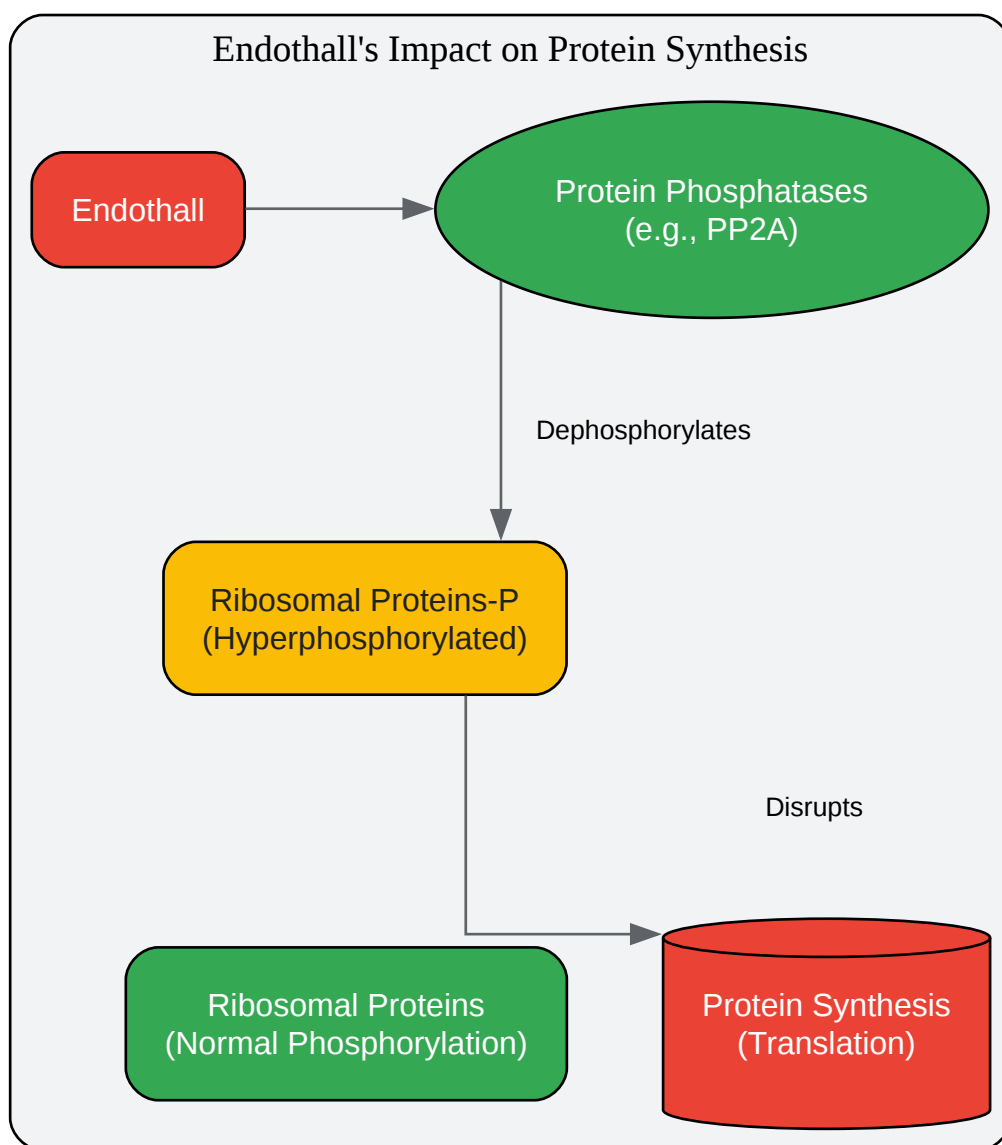 Endothall's Impact on Protein Synthesis
Endothall
Protein Phosphatases
(e.g., PP2A)
Dephosphorylates
Ribosomal Proteins-P
(Hyperphosphorylated)
Disrupts
Ribosomal Proteins
(Normal Phosphorylation)
Protein Synthesis
(Translation)